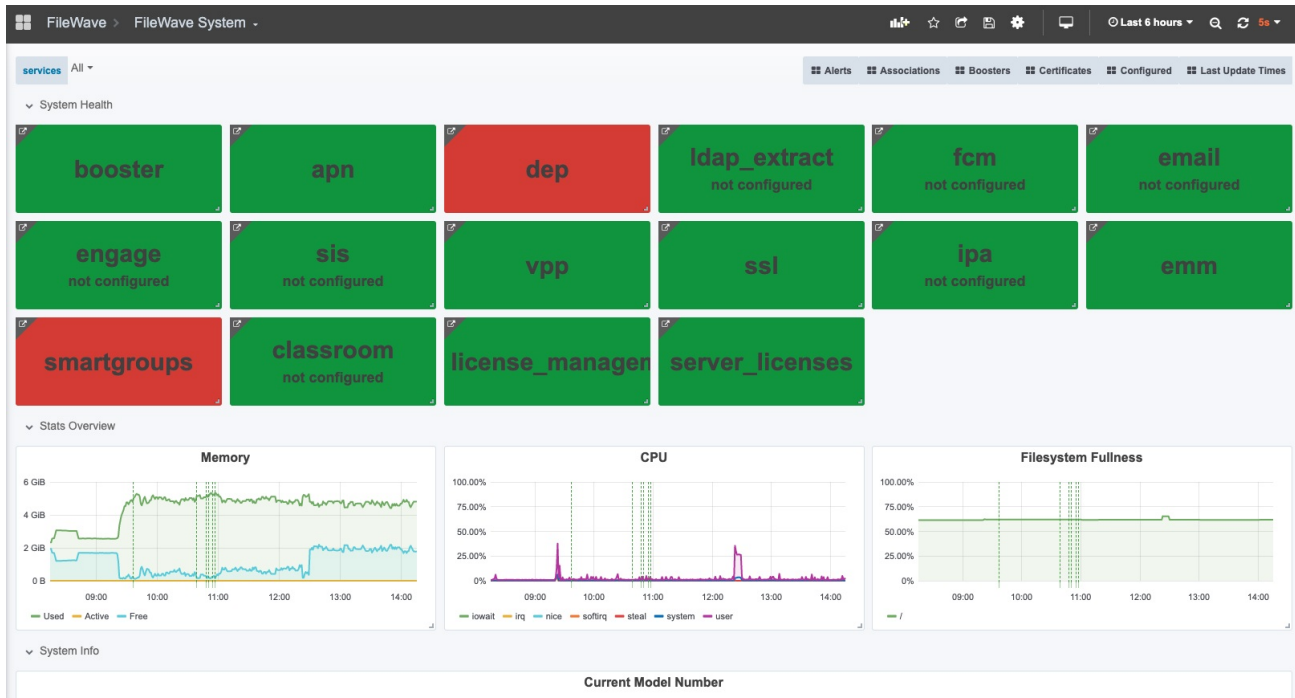 FileWave > FileWave System
Last 6 hours
5s
services All
Alerts Associations Boosters Certificates Configured Last Update Times
System Health
booster
apn
dep
ldap_extract
not configured
fcm
not configured
email
not configured
engage
not configured
sis
not configured
vpp
ssl
ipa
not configured
emm
smartgroups
classroom
not configured
license_managen
server_licenses
Stats Overview
Memory
6 GiB
4 GiB
2 GiB
0 B
09:00 10:00 11:00 12:00 13:00 14:00
Used Active Free
CPU
100.00%
75.00%
50.00%
25.00%
0%
09:00 10:00 11:00 12:00 13:00 14:00
iowait irq nice softirq steal system user
Filesystem Fullness
100.00%
75.00%
50.00%
25.00%
0%
09:00 10:00 11:00 12:00 13:00 14:00
/
System Info
Current Model Number